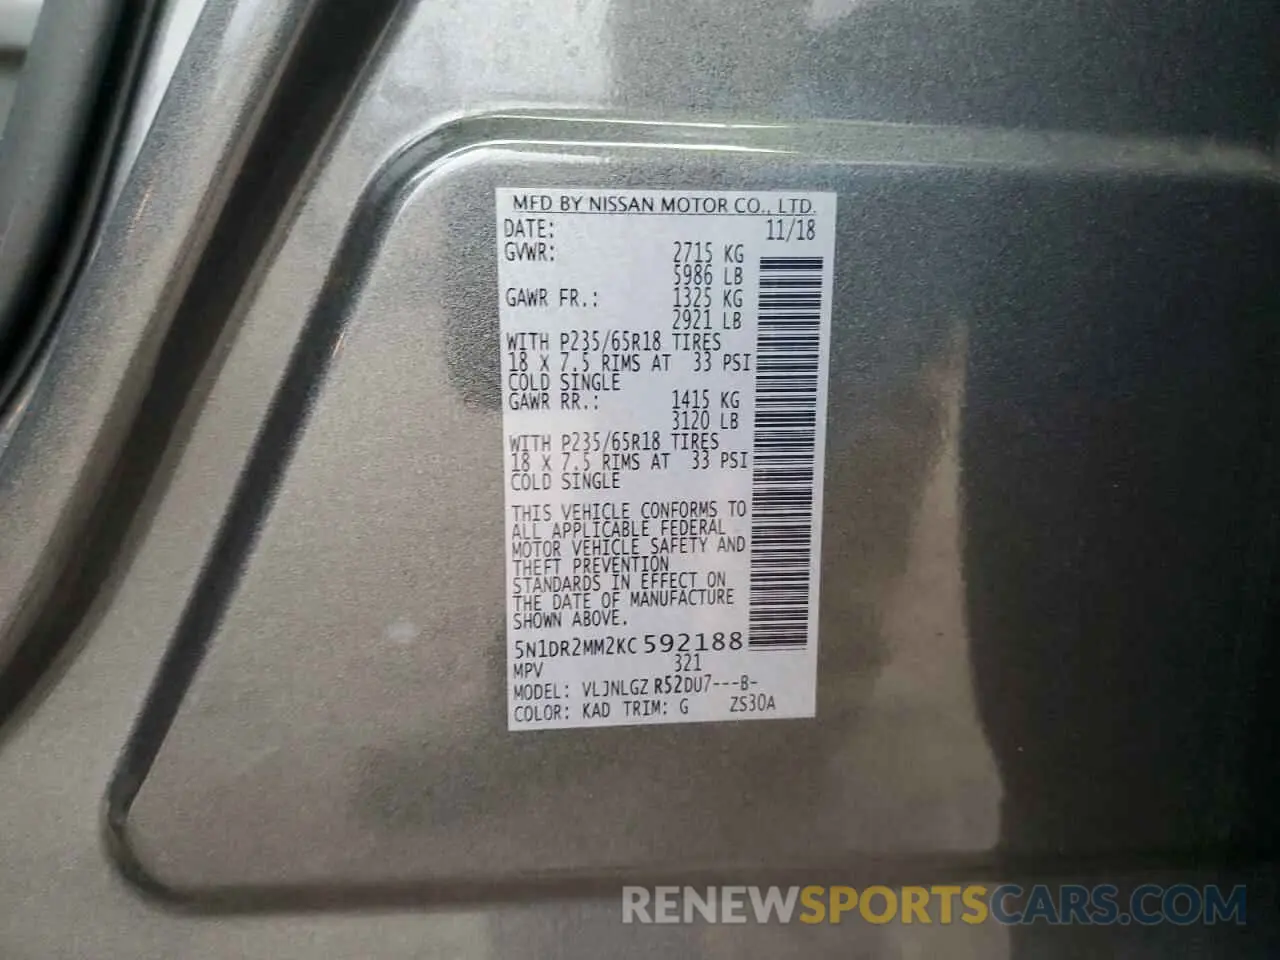 MFD BY NISSAN MOTOR CO., LTD.
DATE: 11/18
GVWR: 2715 KG
5986 LB
GAWR FR.: 1325 KG
2921 LB
WITH P235/65R18 TIRES
18 X 7.5 RIMS AT 33 PSI
COLD SINGLE
GAWR RR.: 1415 KG
3120 LB
WITH P235/65R18 TIRES
18 X 7.5 RIMS AT 33 PSI
COLD SINGLE
THIS VEHICLE CONFORMS TO
ALL APPLICABLE FEDERAL
MOTOR VEHICLE SAFETY AND
THEFT PREVENTION
STANDARDS IN EFFECT ON
THE DATE OF MANUFACTURE
SHOWN ABOVE.
5N1DR2MM2KC592188
MPV 321
MODEL: VLJNLGZ R52DU7---B-
COLOR: KAD TRIM: G ZS30A
RENEWSPORTSCARS.COM